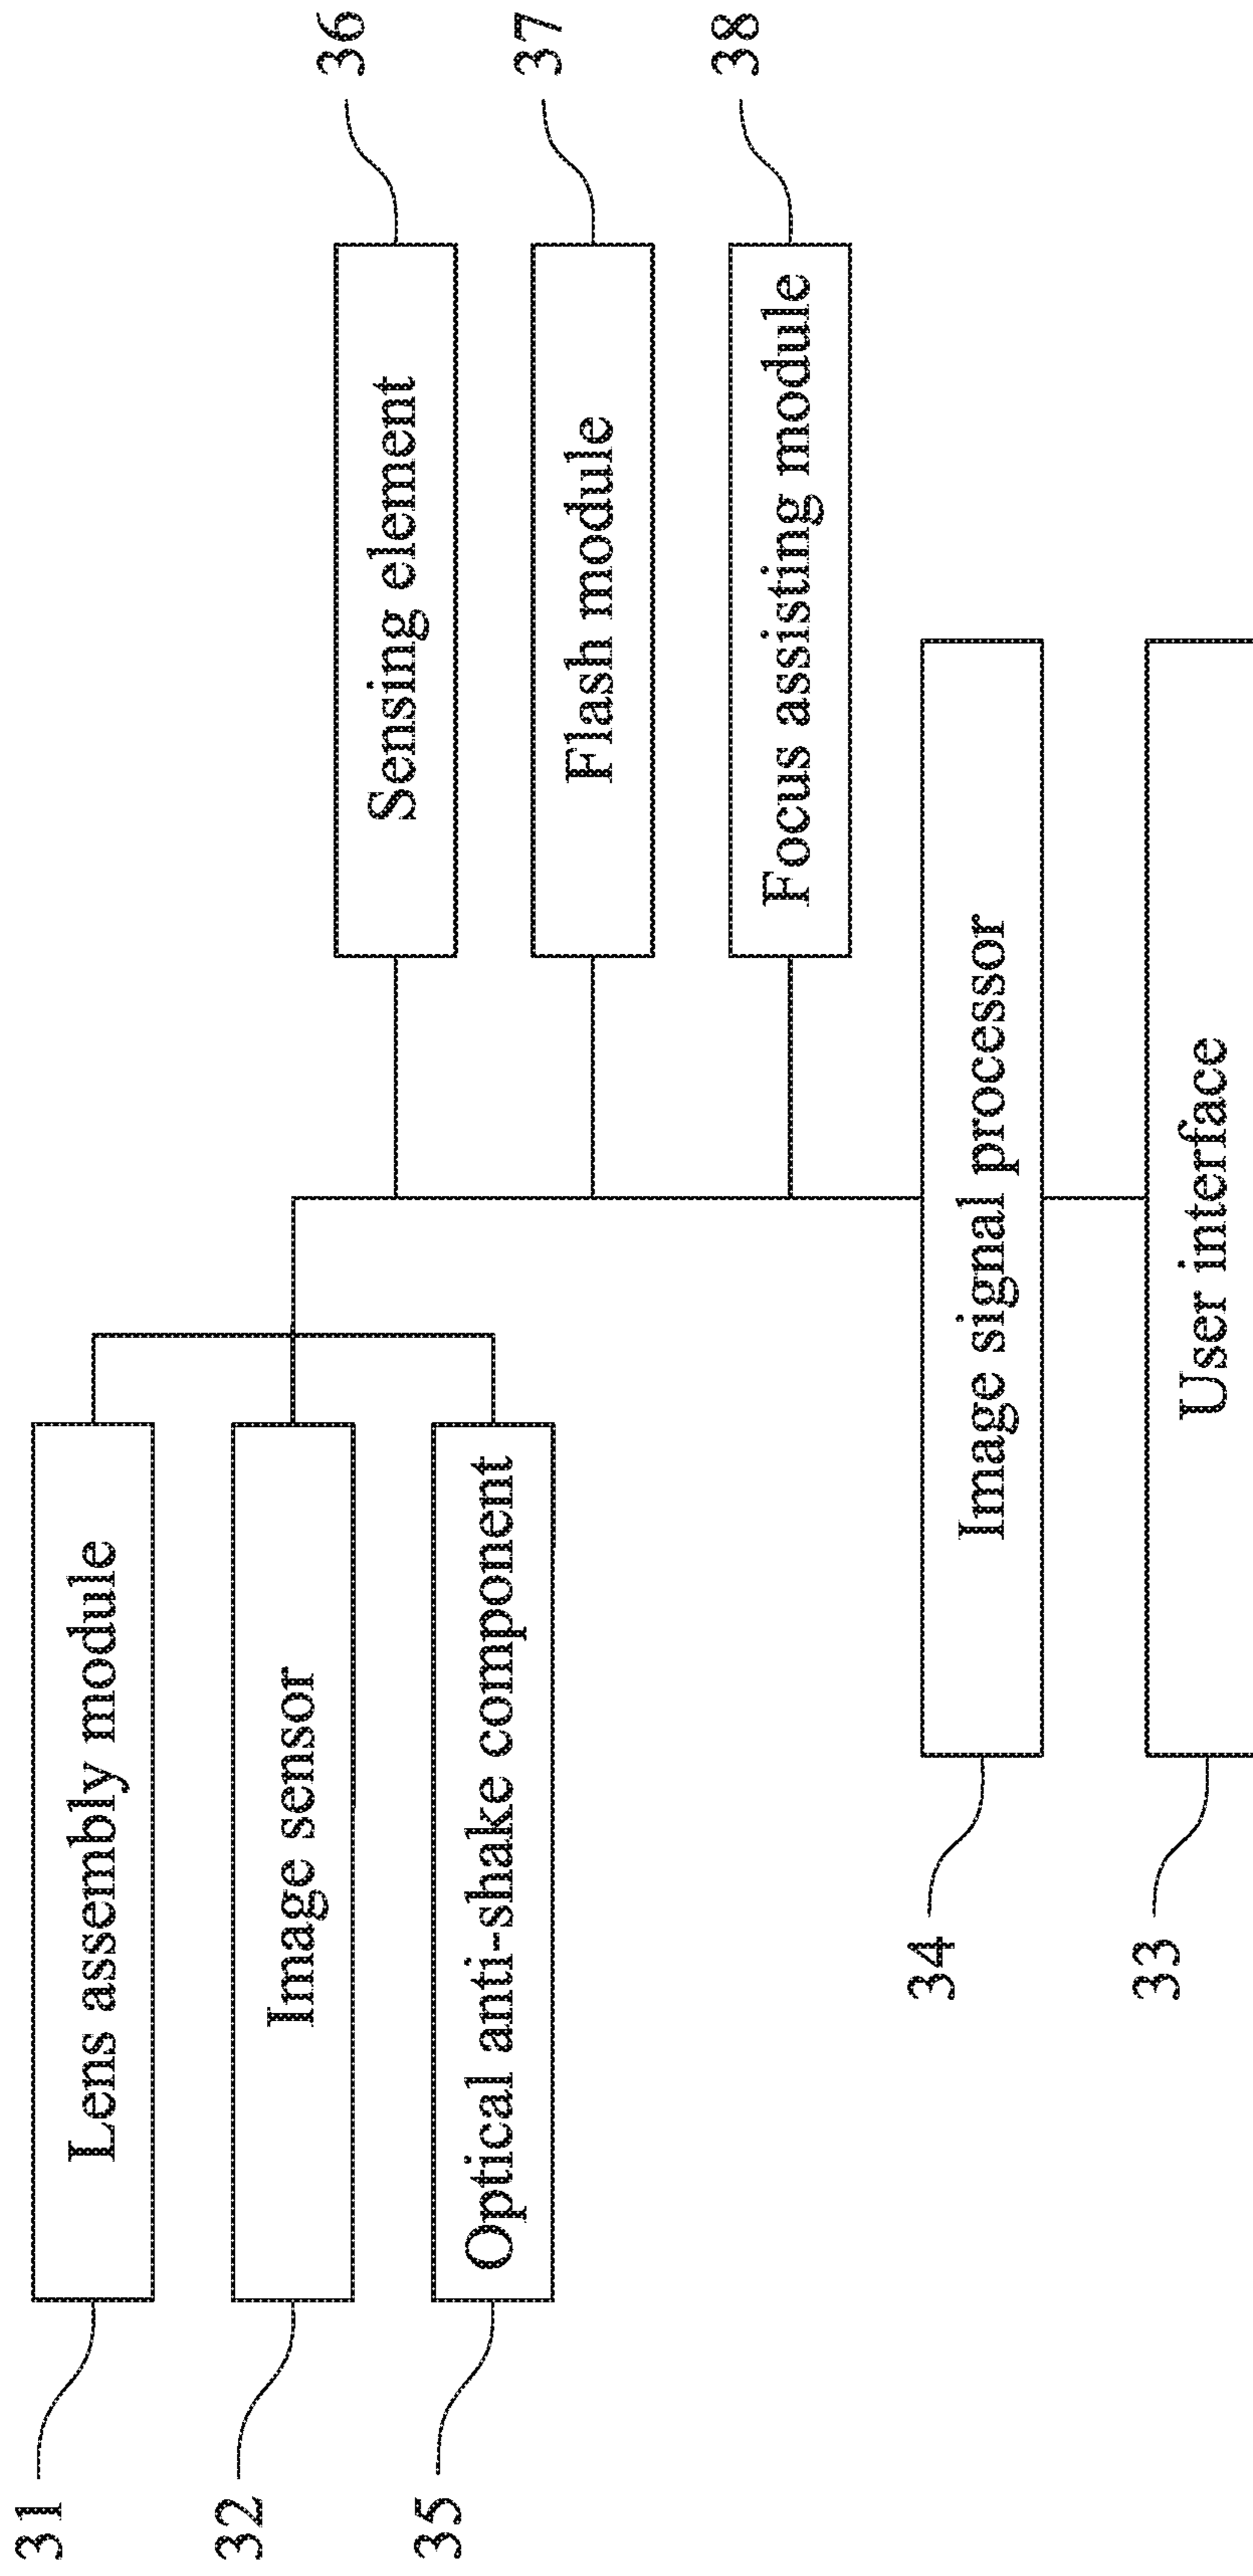 31
Lens assembly module
32
Image sensor
35
Optical anti-shake component
Sensing element
36
Flash module
37
Focus assisting module
38
34
Image signal processor
33
User interface